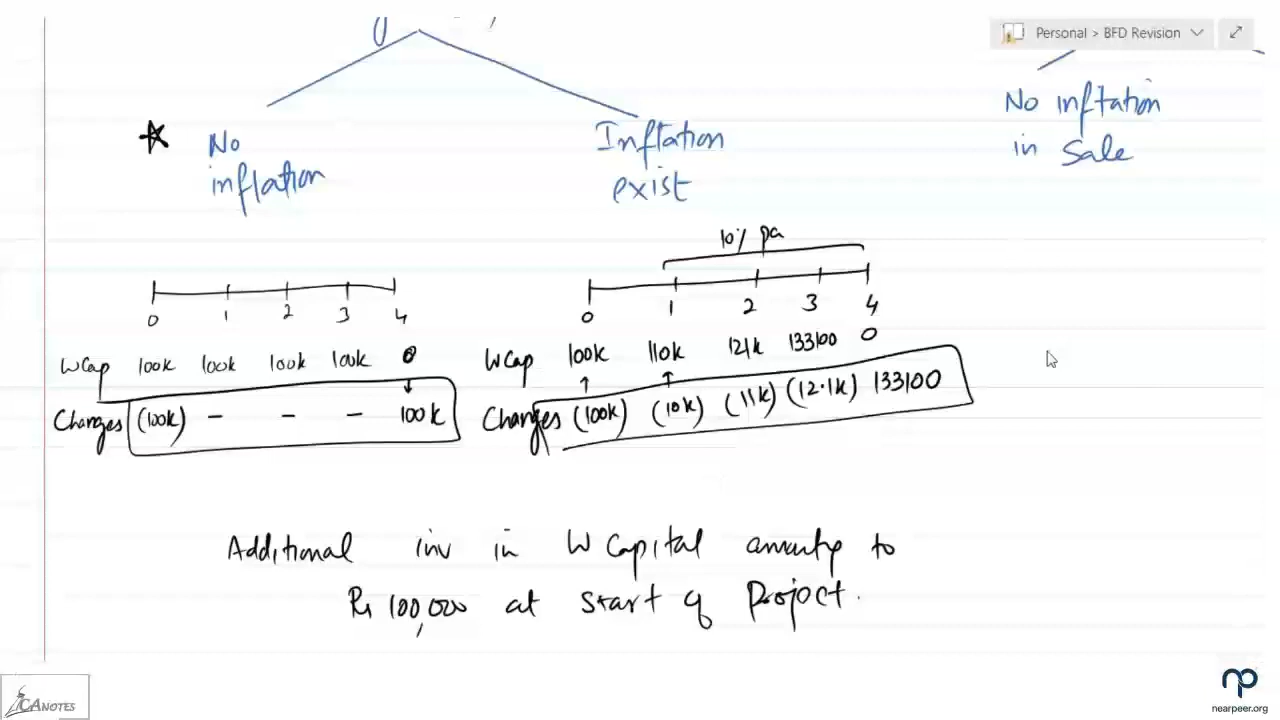 Personal > BFD Revision
No inflation
in Sale
No
inflation
Inflation
exist
10% pa
0 1 2 3 4
WCap 100k 100k 100k 100k 0
Changes (100k) - - - 100k
0 1 2 3 4
WCap 100k 110k 121k 133100 0
Changes (100k) (10k) (11k) (12.1k) 133100
Additional inv in W Capital to
Rs 100,000 at start of Project.
CANOTES
np
nearpeer.org